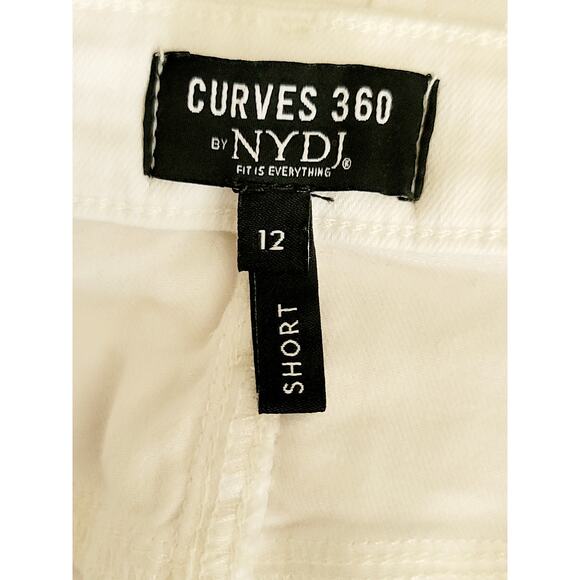 CURVES 360
BY NYDJ®
FIT IS EVERYTHING
12
SHORT